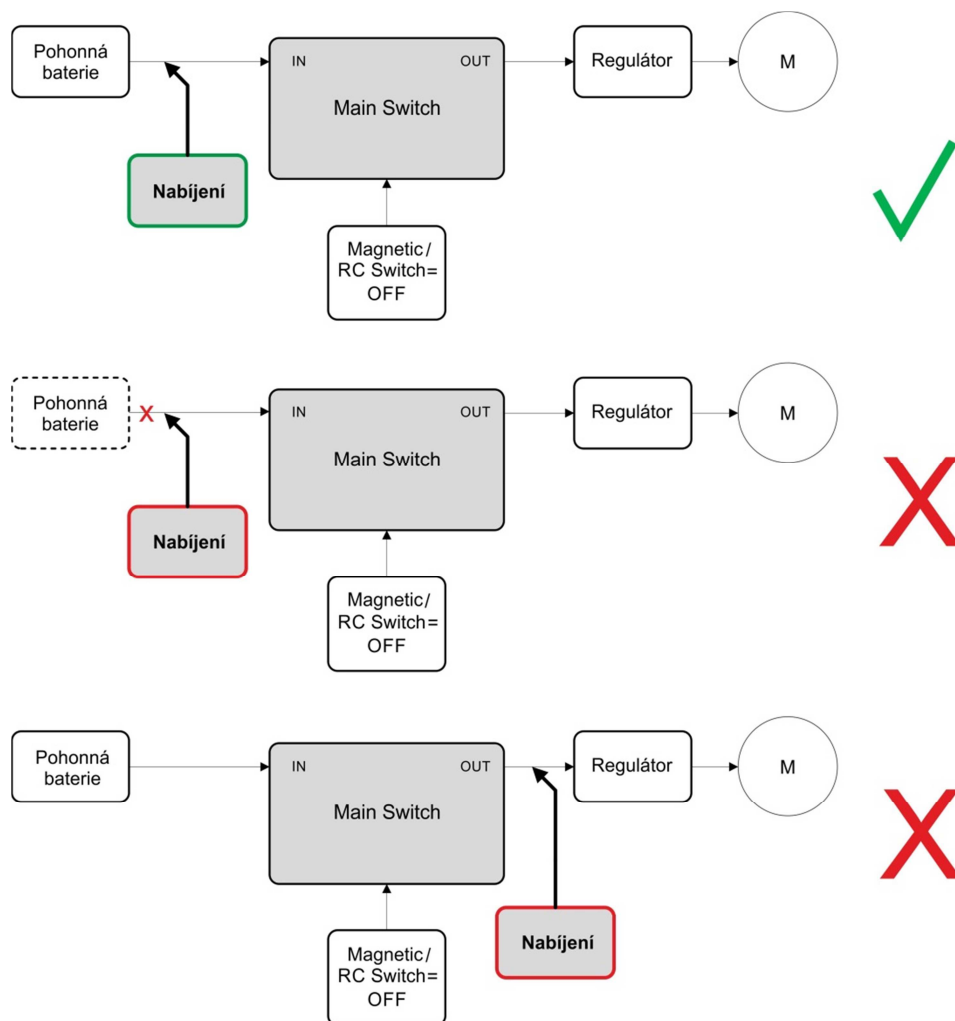 Pohonná
baterie
IN
OUT
Main Switch
Regulátor
M
Nabíjení
Magnetic/
RC Switch=
OFF
Pohonná
baterie
X
IN
OUT
Main Switch
Regulátor
M
Nabíjení
Magnetic/
RC Switch=
OFF
X
Pohonná
baterie
IN
OUT
Main Switch
Regulátor
M
Nabíjení
Magnetic/
RC Switch=
OFF
X